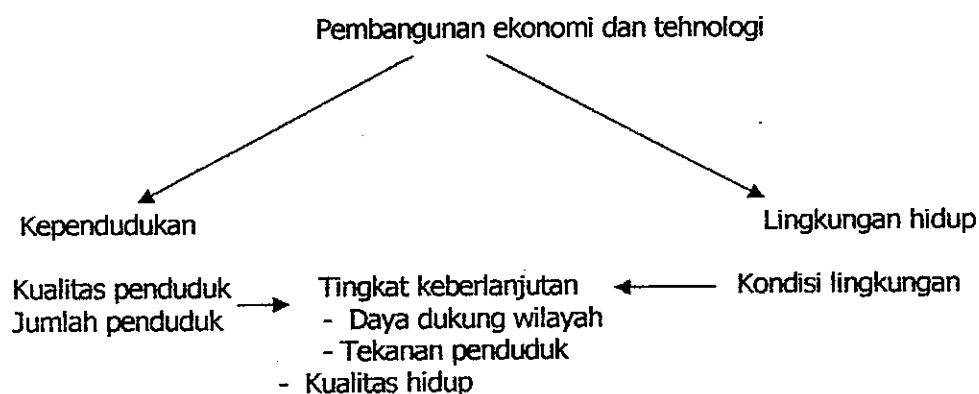 Pembangunan ekonomi dan tehnologi
Kependudukan
Lingkungan hidup
Kualitas penduduk
Jumlah penduduk
Tingkat keberlanjutan
- Daya dukung wilayah
- Tekanan penduduk
- Kualitas hidup
Kondisi lingkungan